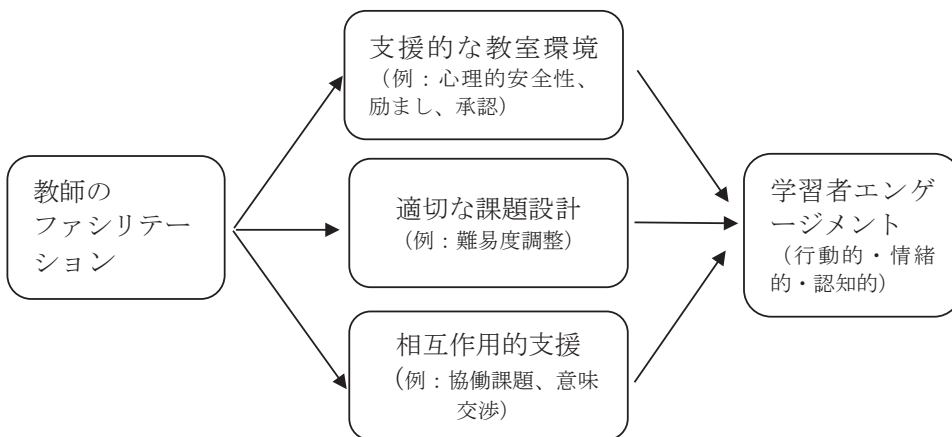 教師の
ファシリテー
ション
支援的な教室環境
（例：心理的安全性、
励まし、承認）
適切な課題設計
（例：難易度調整）
相互作用的支援
(例：協働課題、意味
交渉）
学習者エンゲ
ージメント
（行動的・情緒
的・認知的）